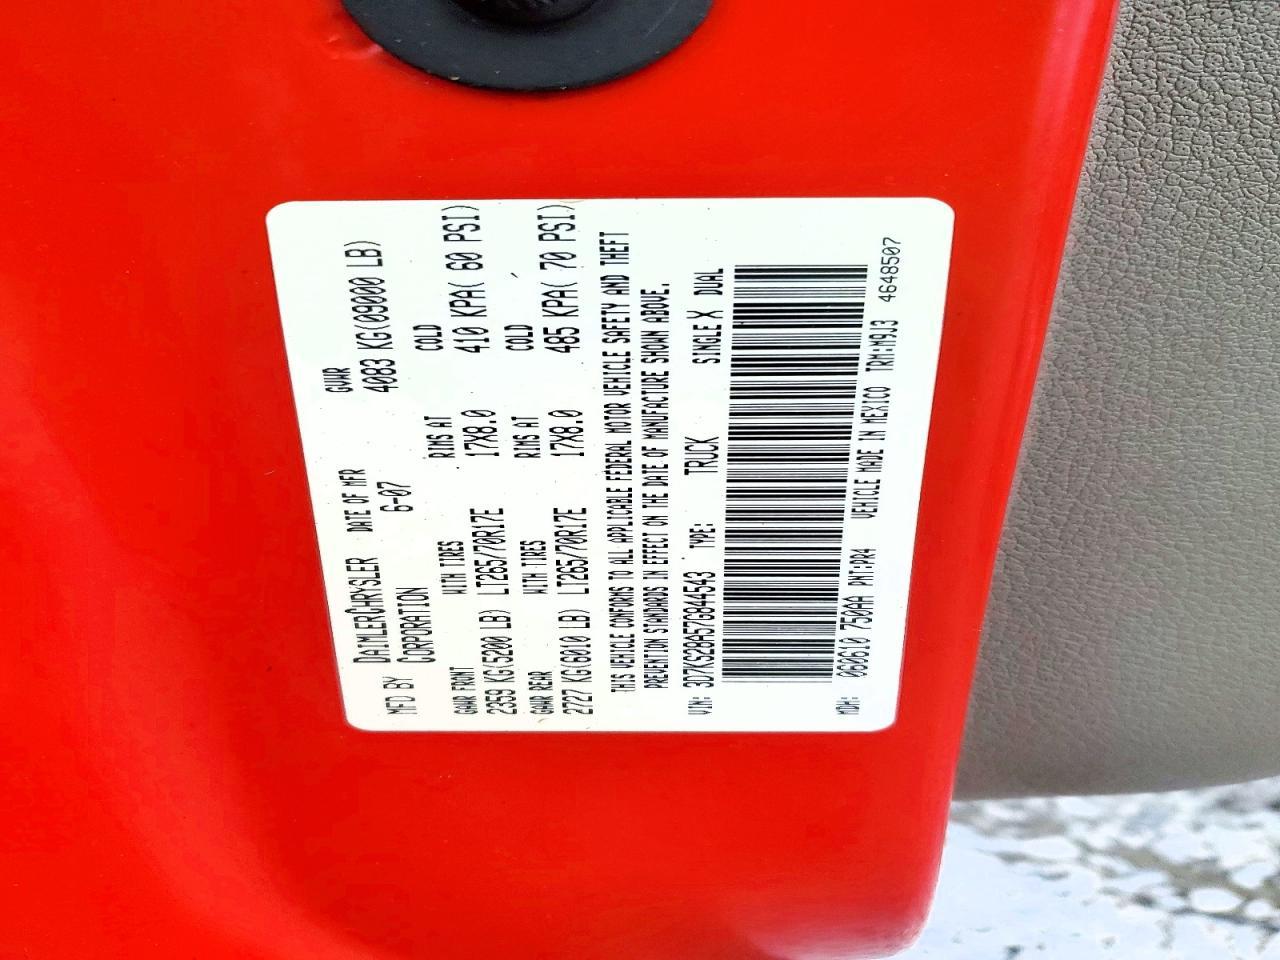 MFD BY DAIMLERCHRYSLER CORPORATION DATE OF MFR 6-07 GVWR 4083 KG(09000 LB)
GAWR FRONT WITH TIRES RIMS AT COLD
2359 KG(5200 LB) LT265/70R17E 17X8.0 410 KPA( 60 PSI)
GAWR REAR WITH TIRES RIMS AT COLD
2727 KG(6010 LB) LT265/70R17E 17X8.0 485 KPA( 70 PSI)
THIS VEHICLE CONFORMS TO ALL APPLICABLE FEDERAL MOTOR VEHICLE SAFETY AND THEFT
PREVENTION STANDARDS IN EFFECT ON THE DATE OF MANUFACTURE SHOWN ABOVE.
VIN: 3D7KS28A57G844543 TYPE: TRUCK SINGLE X DUAL
MDH: 060610 750AA PNT:PR4 VEHICLE MADE IN MEXICO TRM:M9J3 4648507